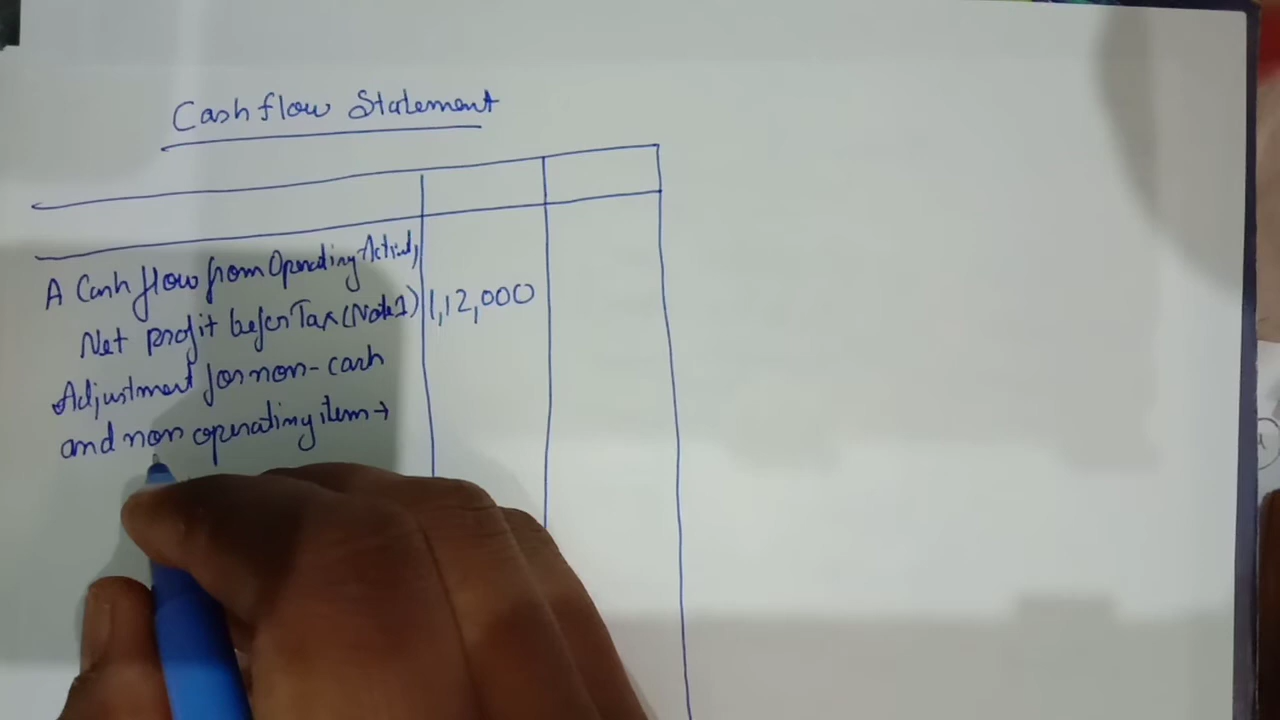 Cash flow Statement
A Cash flow from Operating
Net profit before Tax (Note 1) 1,12,000
Adjustment for non-cash
and non operating item →